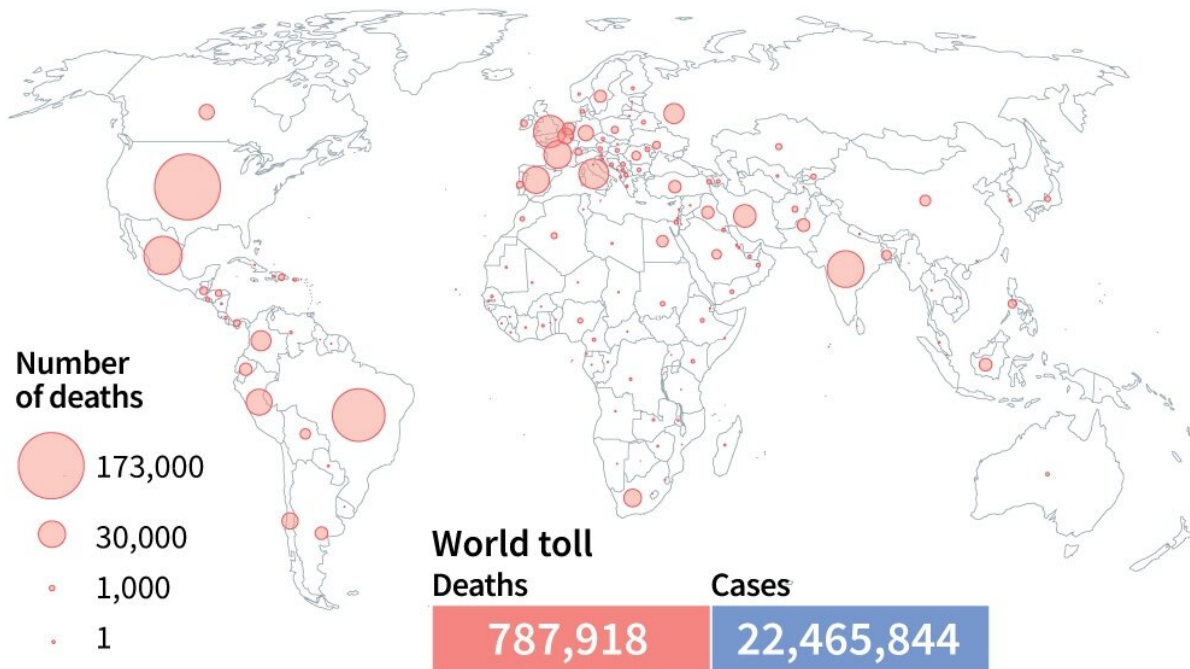 Number
of deaths
173,000
30,000
1,000
1
World toll
Deaths Cases
787,918 22,465,844